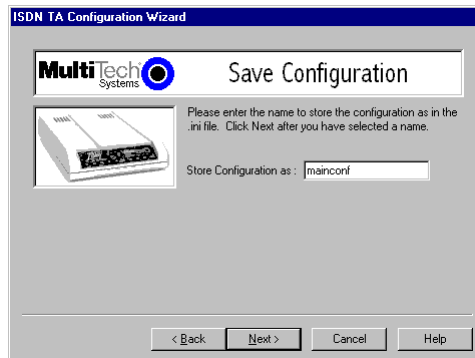 ISDN TA Configuration Wizard
MultiTech
Systems
Save Configuration
Please enter the name to store the configuration as in the
.ini file. Click Next after you have selected a name.
Store Configuration as : mainconf
< Back Next > Cancel Help